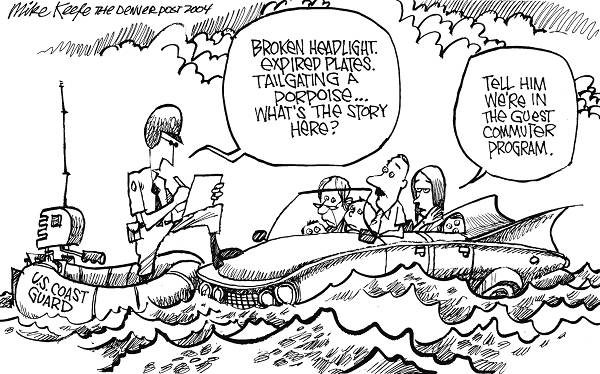 Mike Keefe THE DENVER POST 2004
BROKEN HEADLIGHT.
EXPIRED PLATES.
TAILGATING A
PORPOISE...
WHAT'S THE STORY
HERE?
TELL HIM
WE'RE IN
THE GUEST
COMMUTER
PROGRAM.
U.S. COAST
GUARD